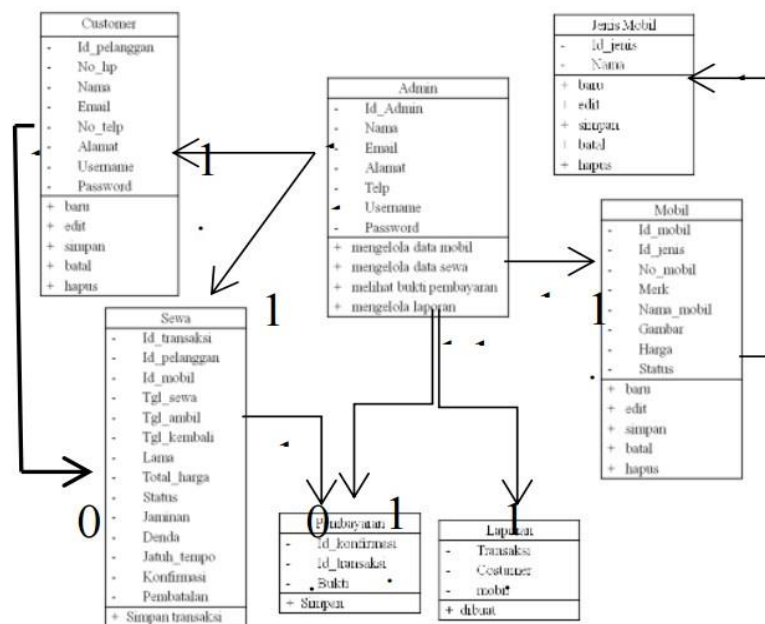 Customer
- Id_pelanggan
- No_hp
- Nama
- Email
- No_telp
- Alamat
- Username
- Password
+ baru
+ edit
+ simpan
+ batal
+ hapus
1
Admin
- Id_Admin
- Nama
- Email
- Alamat
- Telp
- Username
- Password
+ mengelola data mobil
+ mengelola data sewa
+ melihat bukti pembayaran
+ mengelola laporan
Jenis Mobil
- Id_jenis
- Nama
+ baru
+ edit
+ simpan
+ batal
+ hapus
Mobil
- Id_mobil
- Id_jenis
- No_mobil
- Merk
- Nama_mobil
- Gambar
- Harga
- Status
+ baru
+ edit
+ simpan
+ batal
+ hapus
1
1
Sewa
- Id_transaksi
- Id_pelanggan
- Id_mobil
- Tgl_sewa
- Tgl_ambil
- Tgl_kembali
- Lama
- Total_harga
- Status
- Jaminan
- Denda
- Jatuh_tempo
- Konfirmasi
- Pembatalan
+ Simpan transaksi
0
0
1
1
Pembayaran
- Id_konfirmasi
- Id_transaksi
- Bukti
+ Simpan
Laporan
- Transaksi
- Costumer
- mobil
+ dibuat